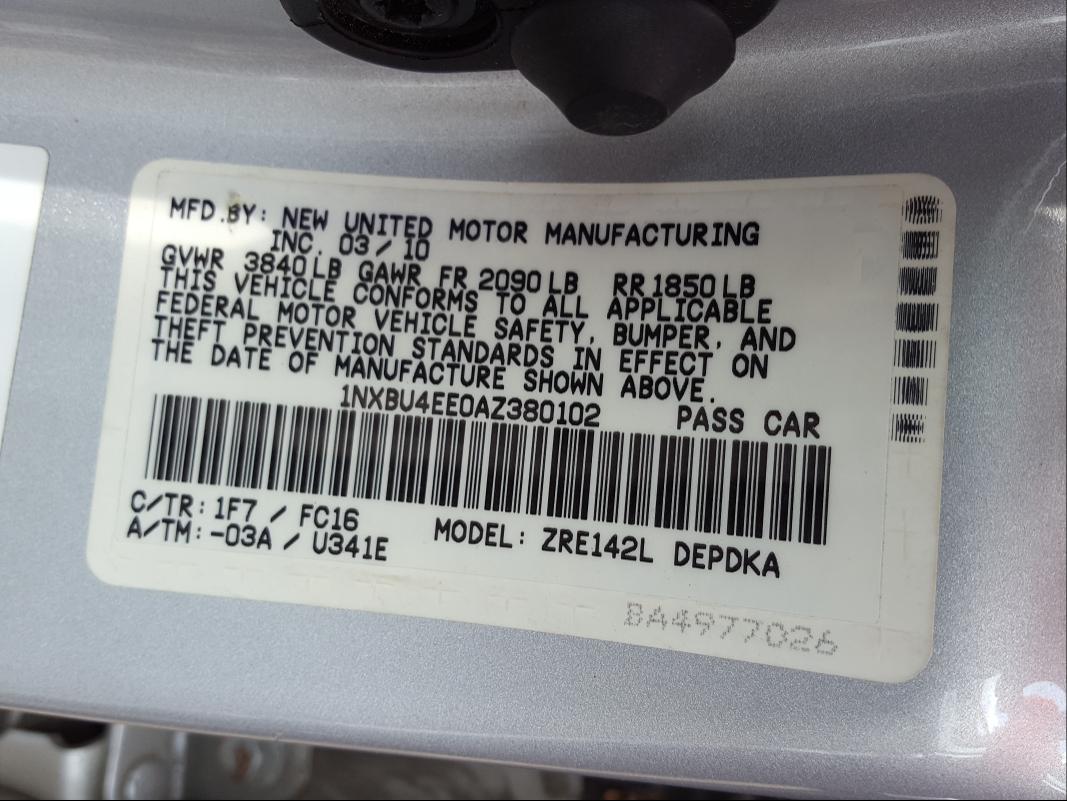 MFD.BY: NEW UNITED MOTOR MANUFACTURING
INC. 03/10
GVWR 3840LB GAWR FR 2090LB RR 1850LB
THIS VEHICLE CONFORMS TO ALL APPLICABLE
FEDERAL MOTOR VEHICLE SAFETY, BUMPER, AND
THEFT PREVENTION STANDARDS IN EFFECT ON
THE DATE OF MANUFACTURE SHOWN ABOVE.
1NXBU4EE0AZ380102 PASS CAR
C/TR: 1F7 / FC16
A/TM: -03A / U341E MODEL: ZRE142L DEPDKA
BA4977026